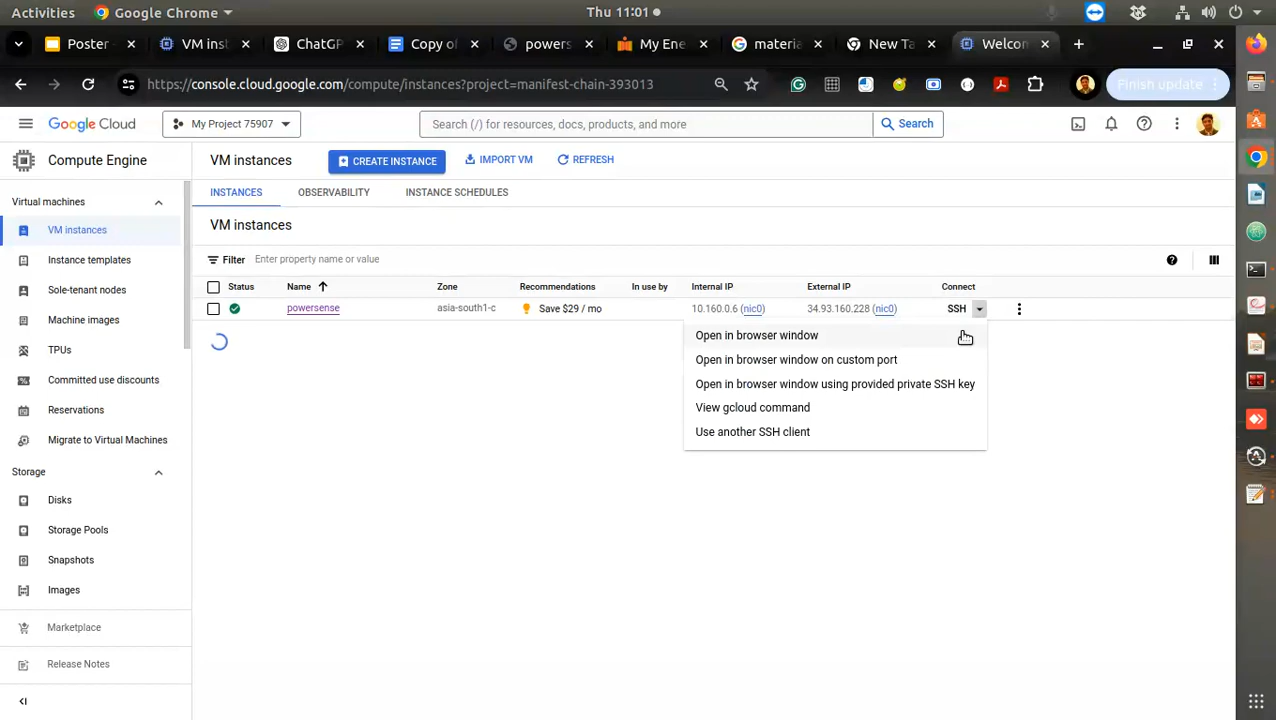 Activities
Google Chrome
Thu 11:01
Poster -
VM inst
ChatGP
Copy of
powers
My Ene
materia
New Ta
Welcom
https://console.cloud.google.com/compute/instances?project=manifest-chain-393013
Finish update
Google Cloud
My Project 75907
Search (/) for resources, docs, products, and more
Search
Compute Engine
VM instances
CREATE INSTANCE
IMPORT VM
REFRESH
Virtual machines
VM instances
Instance templates
Sole-tenant nodes
Machine images
TPUs
Committed use discounts
Reservations
Migrate to Virtual Machines
Storage
Disks
Storage Pools
Snapshots
Images
Marketplace
Release Notes
INSTANCES
OBSERVABILITY
INSTANCE SCHEDULES
VM instances
Filter
Enter property name or value
Status
Name
Zone
Recommendations
In use by
Internal IP
External IP
Connect
powersense
asia-south1-c
Save $29 / mo
10.160.0.6 (nic0)
34.93.160.228 (nic0)
SSH
Open in browser window
Open in browser window on custom port
Open in browser window using provided private SSH key
View gcloud command
Use another SSH client